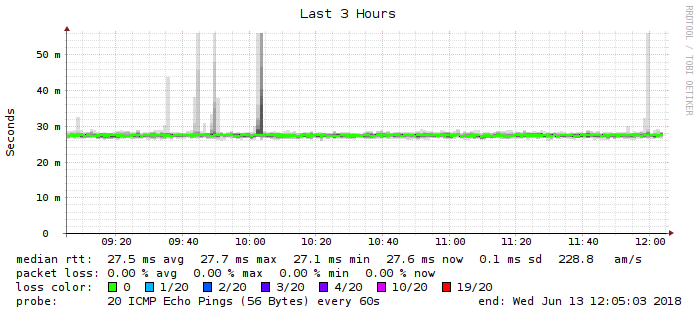 Last 3 Hours
RRDTOOL / TOBI OETIKER
Seconds
50 m
40 m
30 m
20 m
10 m
0
09:20 09:40 10:00 10:20 10:40 11:00 11:20 11:40 12:00
median rtt: 27.5 ms avg 27.7 ms max 27.1 ms min 27.6 ms now 0.1 ms sd 228.8 am/s
packet loss: 0.00 % avg 0.00 % max 0.00 % min 0.00 % now
loss color: 0 1/20 2/20 3/20 4/20 10/20 19/20
probe: 20 ICMP Echo Pings (56 Bytes) every 60s end: Wed Jun 13 12:05:03 2018